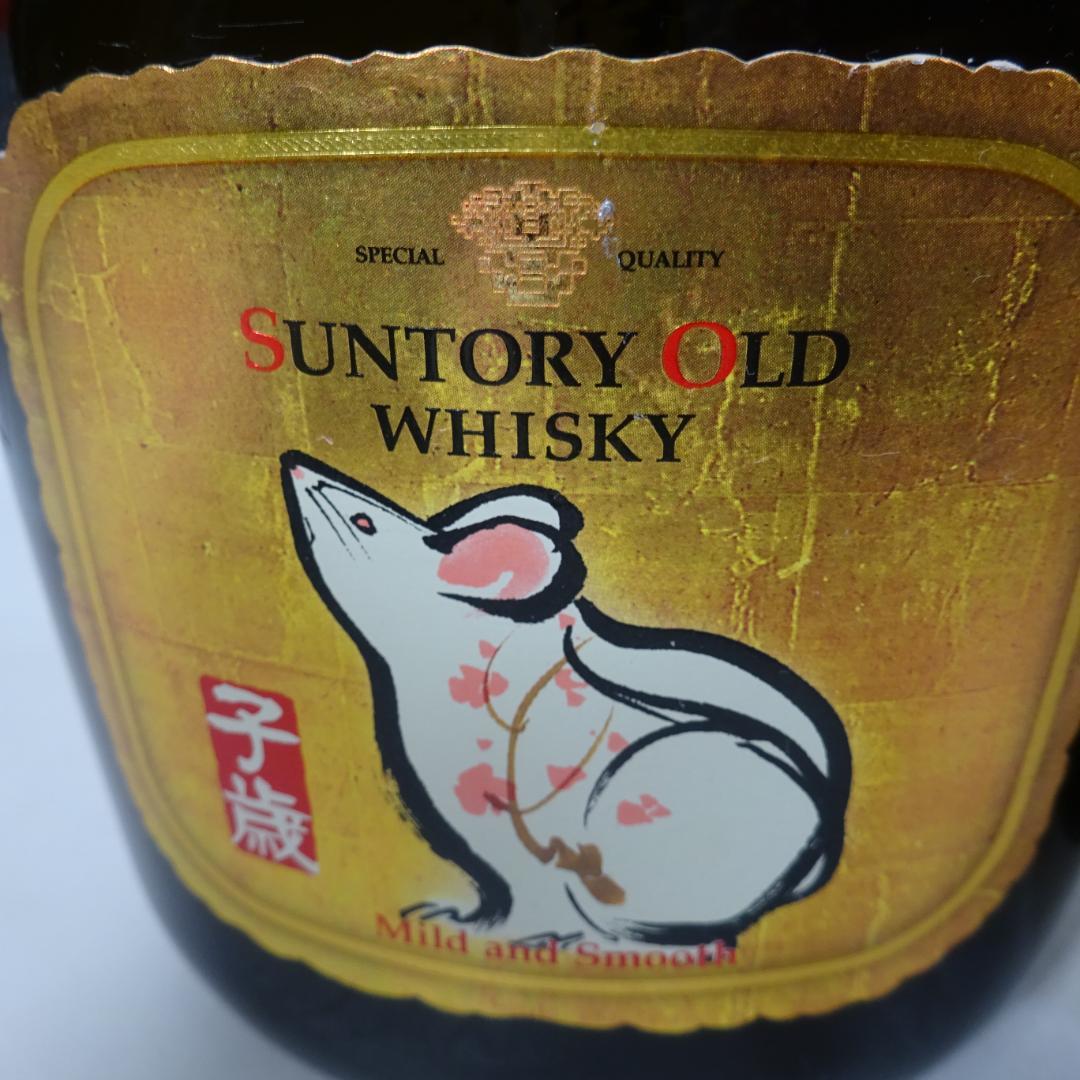 SPECIAL QUALITY
SUNTORY OLD
WHISKY
子歳
Mild and Smooth